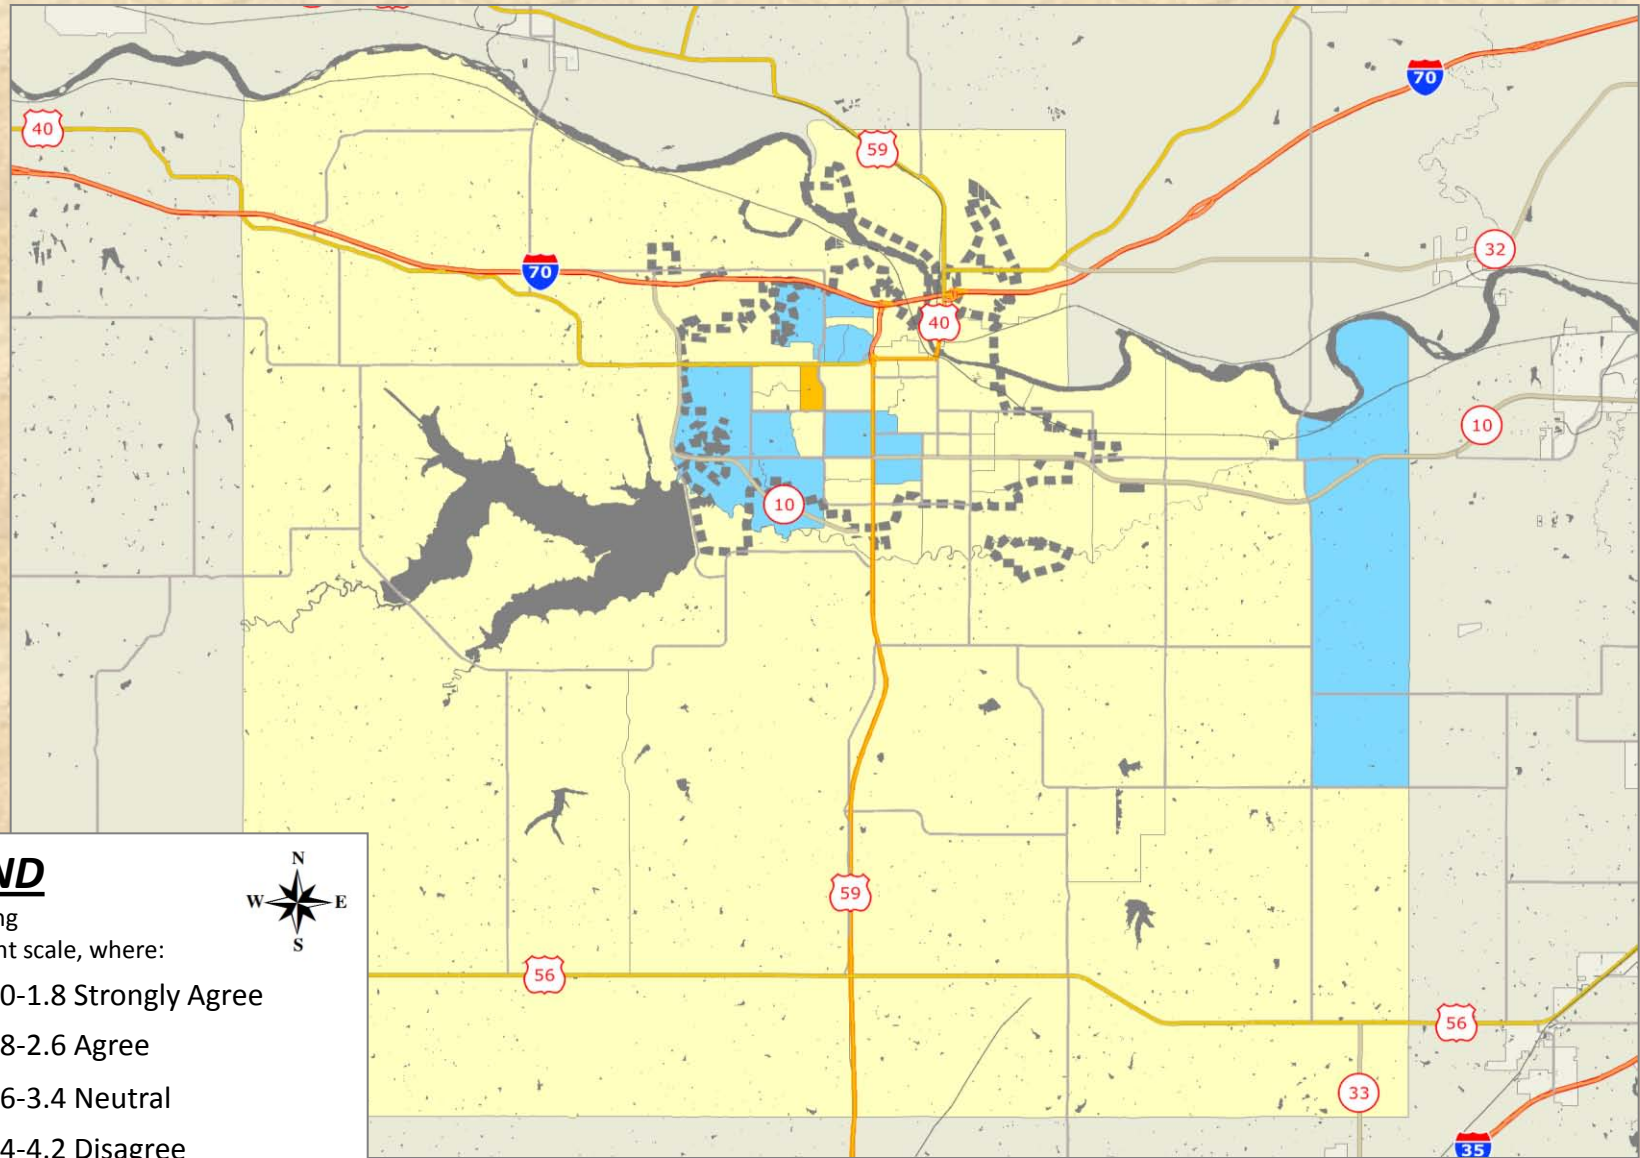 70
40
59
32
70
40
10
10
ND
N
W E
S
ng
nt scale, where:
0-1.8 Strongly Agree
8-2.6 Agree
6-3.4 Neutral
4-4.2 Disagree
59
56
56
33
35